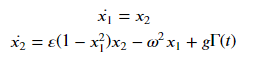 ẋ₁ = x₂
ẋ₂ = ε(1 − x₁²)x₂ − ω²x₁ + gΓ(t)